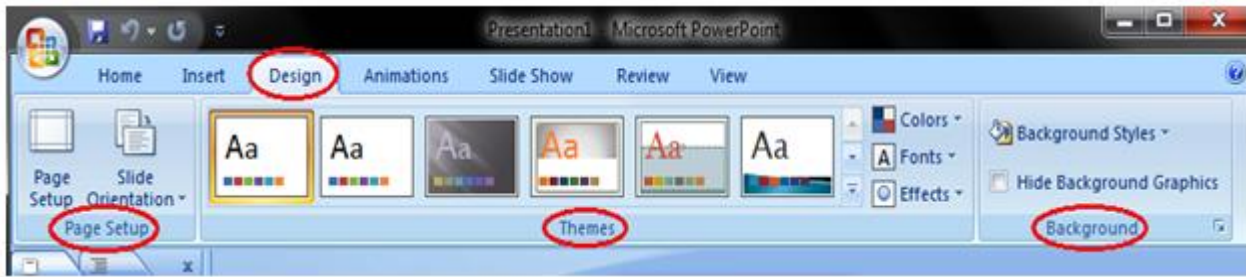 Presentation1 Microsoft PowerPoint
Home Insert Design Animations Slide Show Review View
Aa Aa Aa Aa Aa Aa
Colors
Fonts
Effects
Background Styles
Hide Background Graphics
Page Setup
Slide Orientation
Page Setup Themes Background